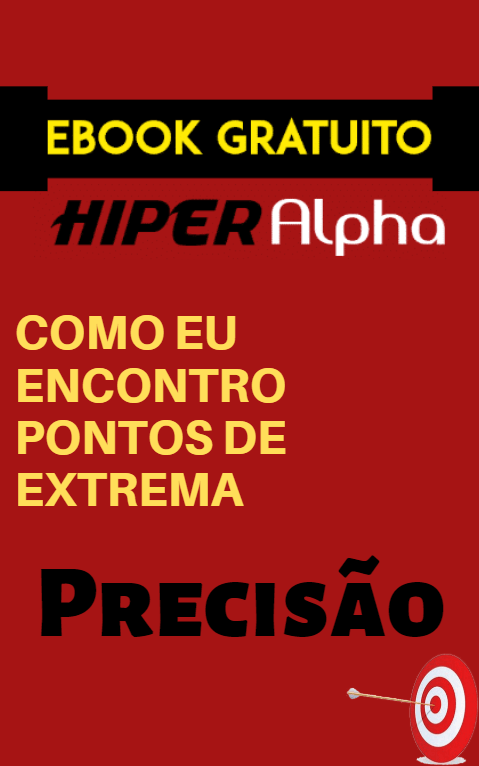 EBOOK GRATUITO
HIPER Alpha
COMO EU
ENCONTRO
PONTOS DE
EXTREMA
PRECISÃO